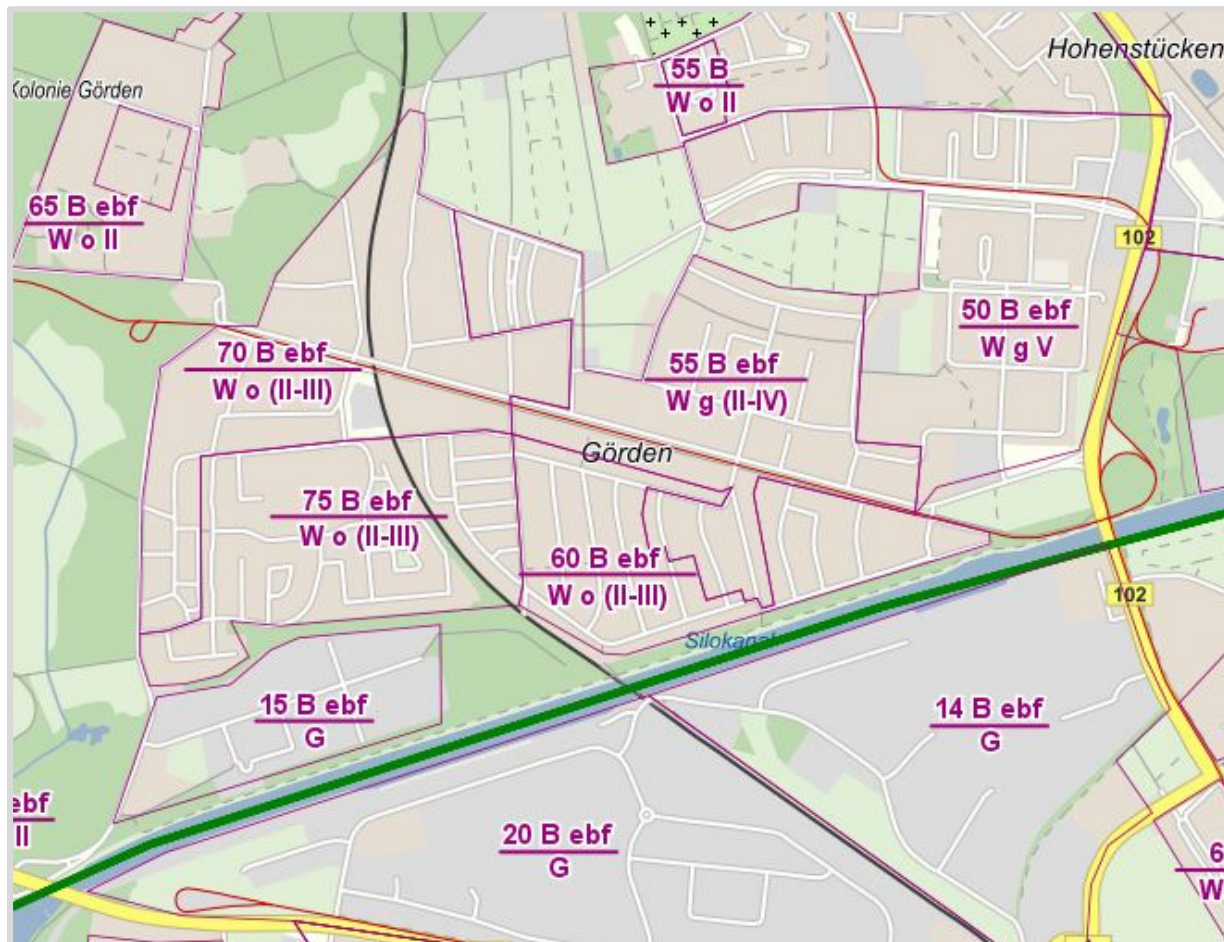 Hohenstücken
55 B
W o II
Kolonie Görden
65 B ebf
W o II
102
50 B ebf
W g V
70 B ebf
W o (II-III)
55 B ebf
W g (II-IV)
Görden
75 B ebf
W o (II-III)
60 B ebf
W o (II-III)
102
Silokanal
15 B ebf
G
14 B ebf
G
ebf
II
20 B ebf
G
6
W